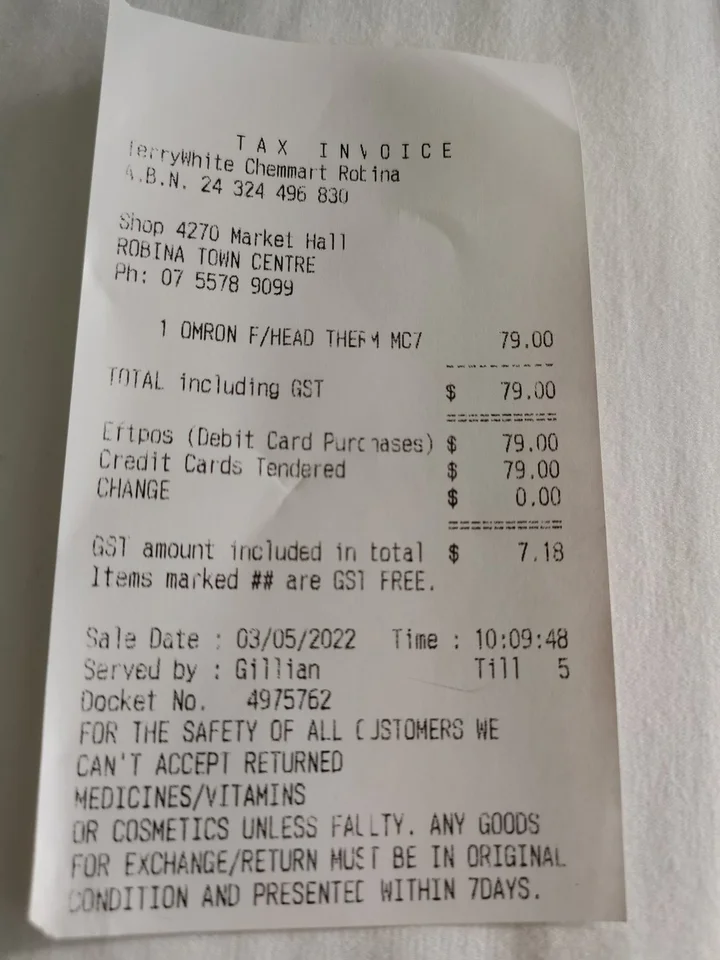 TAX INVOICE
TerryWhite Chemmart Robina
A.B.N. 24 324 496 830
Shop 4270 Market Hall
ROBINA TOWN CENTRE
Ph: 07 5578 9099
1 OMRON F/HEAD THERM MC7 79.00
TOTAL including GST $ 79.00
Eftpos (Debit Card Purchases) $ 79.00
Credit Cards Tendered $ 79.00
CHANGE $ 0.00
GST amount included in total $ 7.18
Items marked ## are GST FREE.
Sale Date : 03/05/2022 Time : 10:09:48
Served by : Gillian Till 5
Docket No. 4975762
FOR THE SAFETY OF ALL CUSTOMERS WE
CAN'T ACCEPT RETURNED
MEDICINES/VITAMINS
OR COSMETICS UNLESS FAULTY. ANY GOODS
FOR EXCHANGE/RETURN MUST BE IN ORIGINAL
CONDITION AND PRESENTED WITHIN 7DAYS.